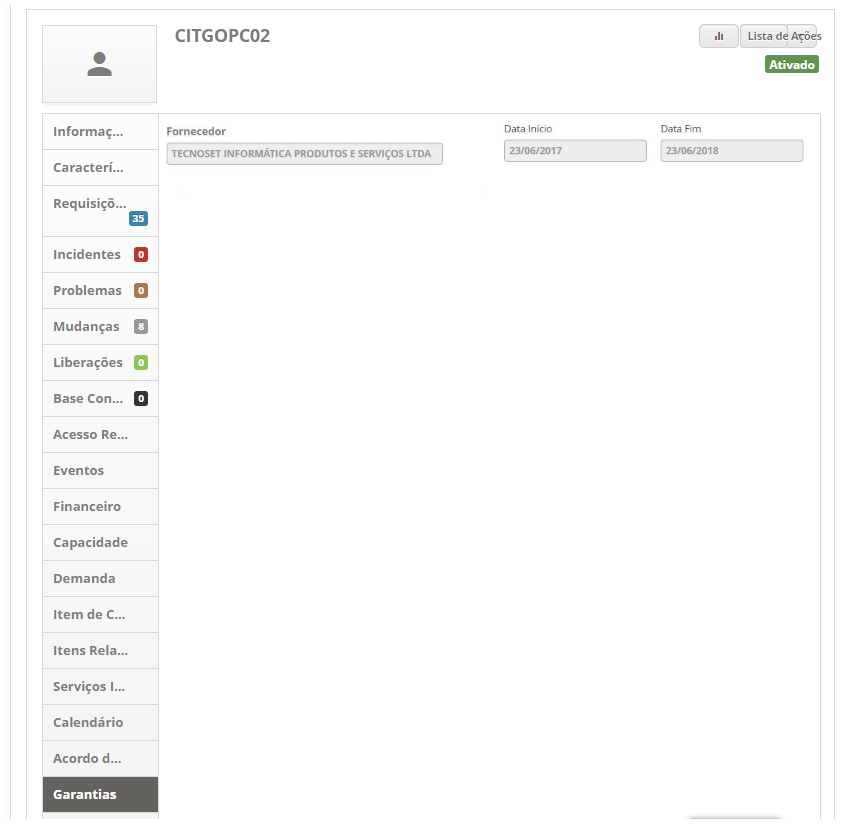 CITGOPC02
Lista de Ações
Ativado
Informaç...
Caracterí...
Requisiçõ...
35
Incidentes 0
Problemas 0
Mudanças 8
Liberações 0
Base Con... 0
Acesso Re...
Eventos
Financeiro
Capacidade
Demanda
Item de C...
Itens Rela...
Serviços I...
Calendário
Acordo d...
Garantias
Fornecedor
TECNOSET INFORMÁTICA PRODUTOS E SERVIÇOS LTDA
Data Início
23/06/2017
Data Fim
23/06/2018